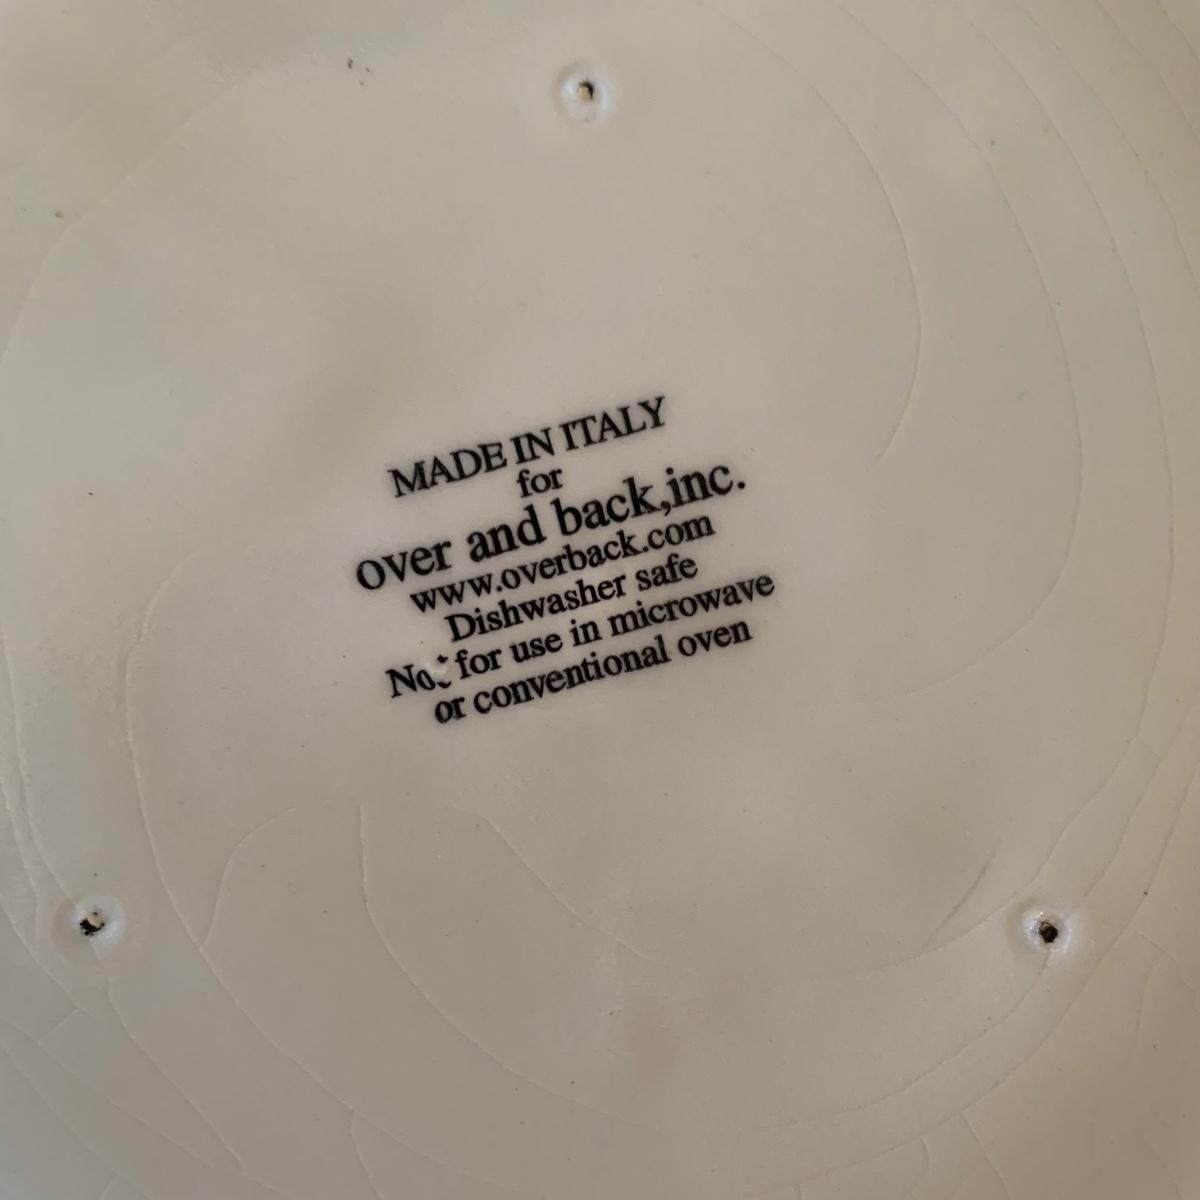 MADE IN ITALY
for
over and back,inc.
www.overback.com
Dishwasher safe
Not for use in microwave
or conventional oven